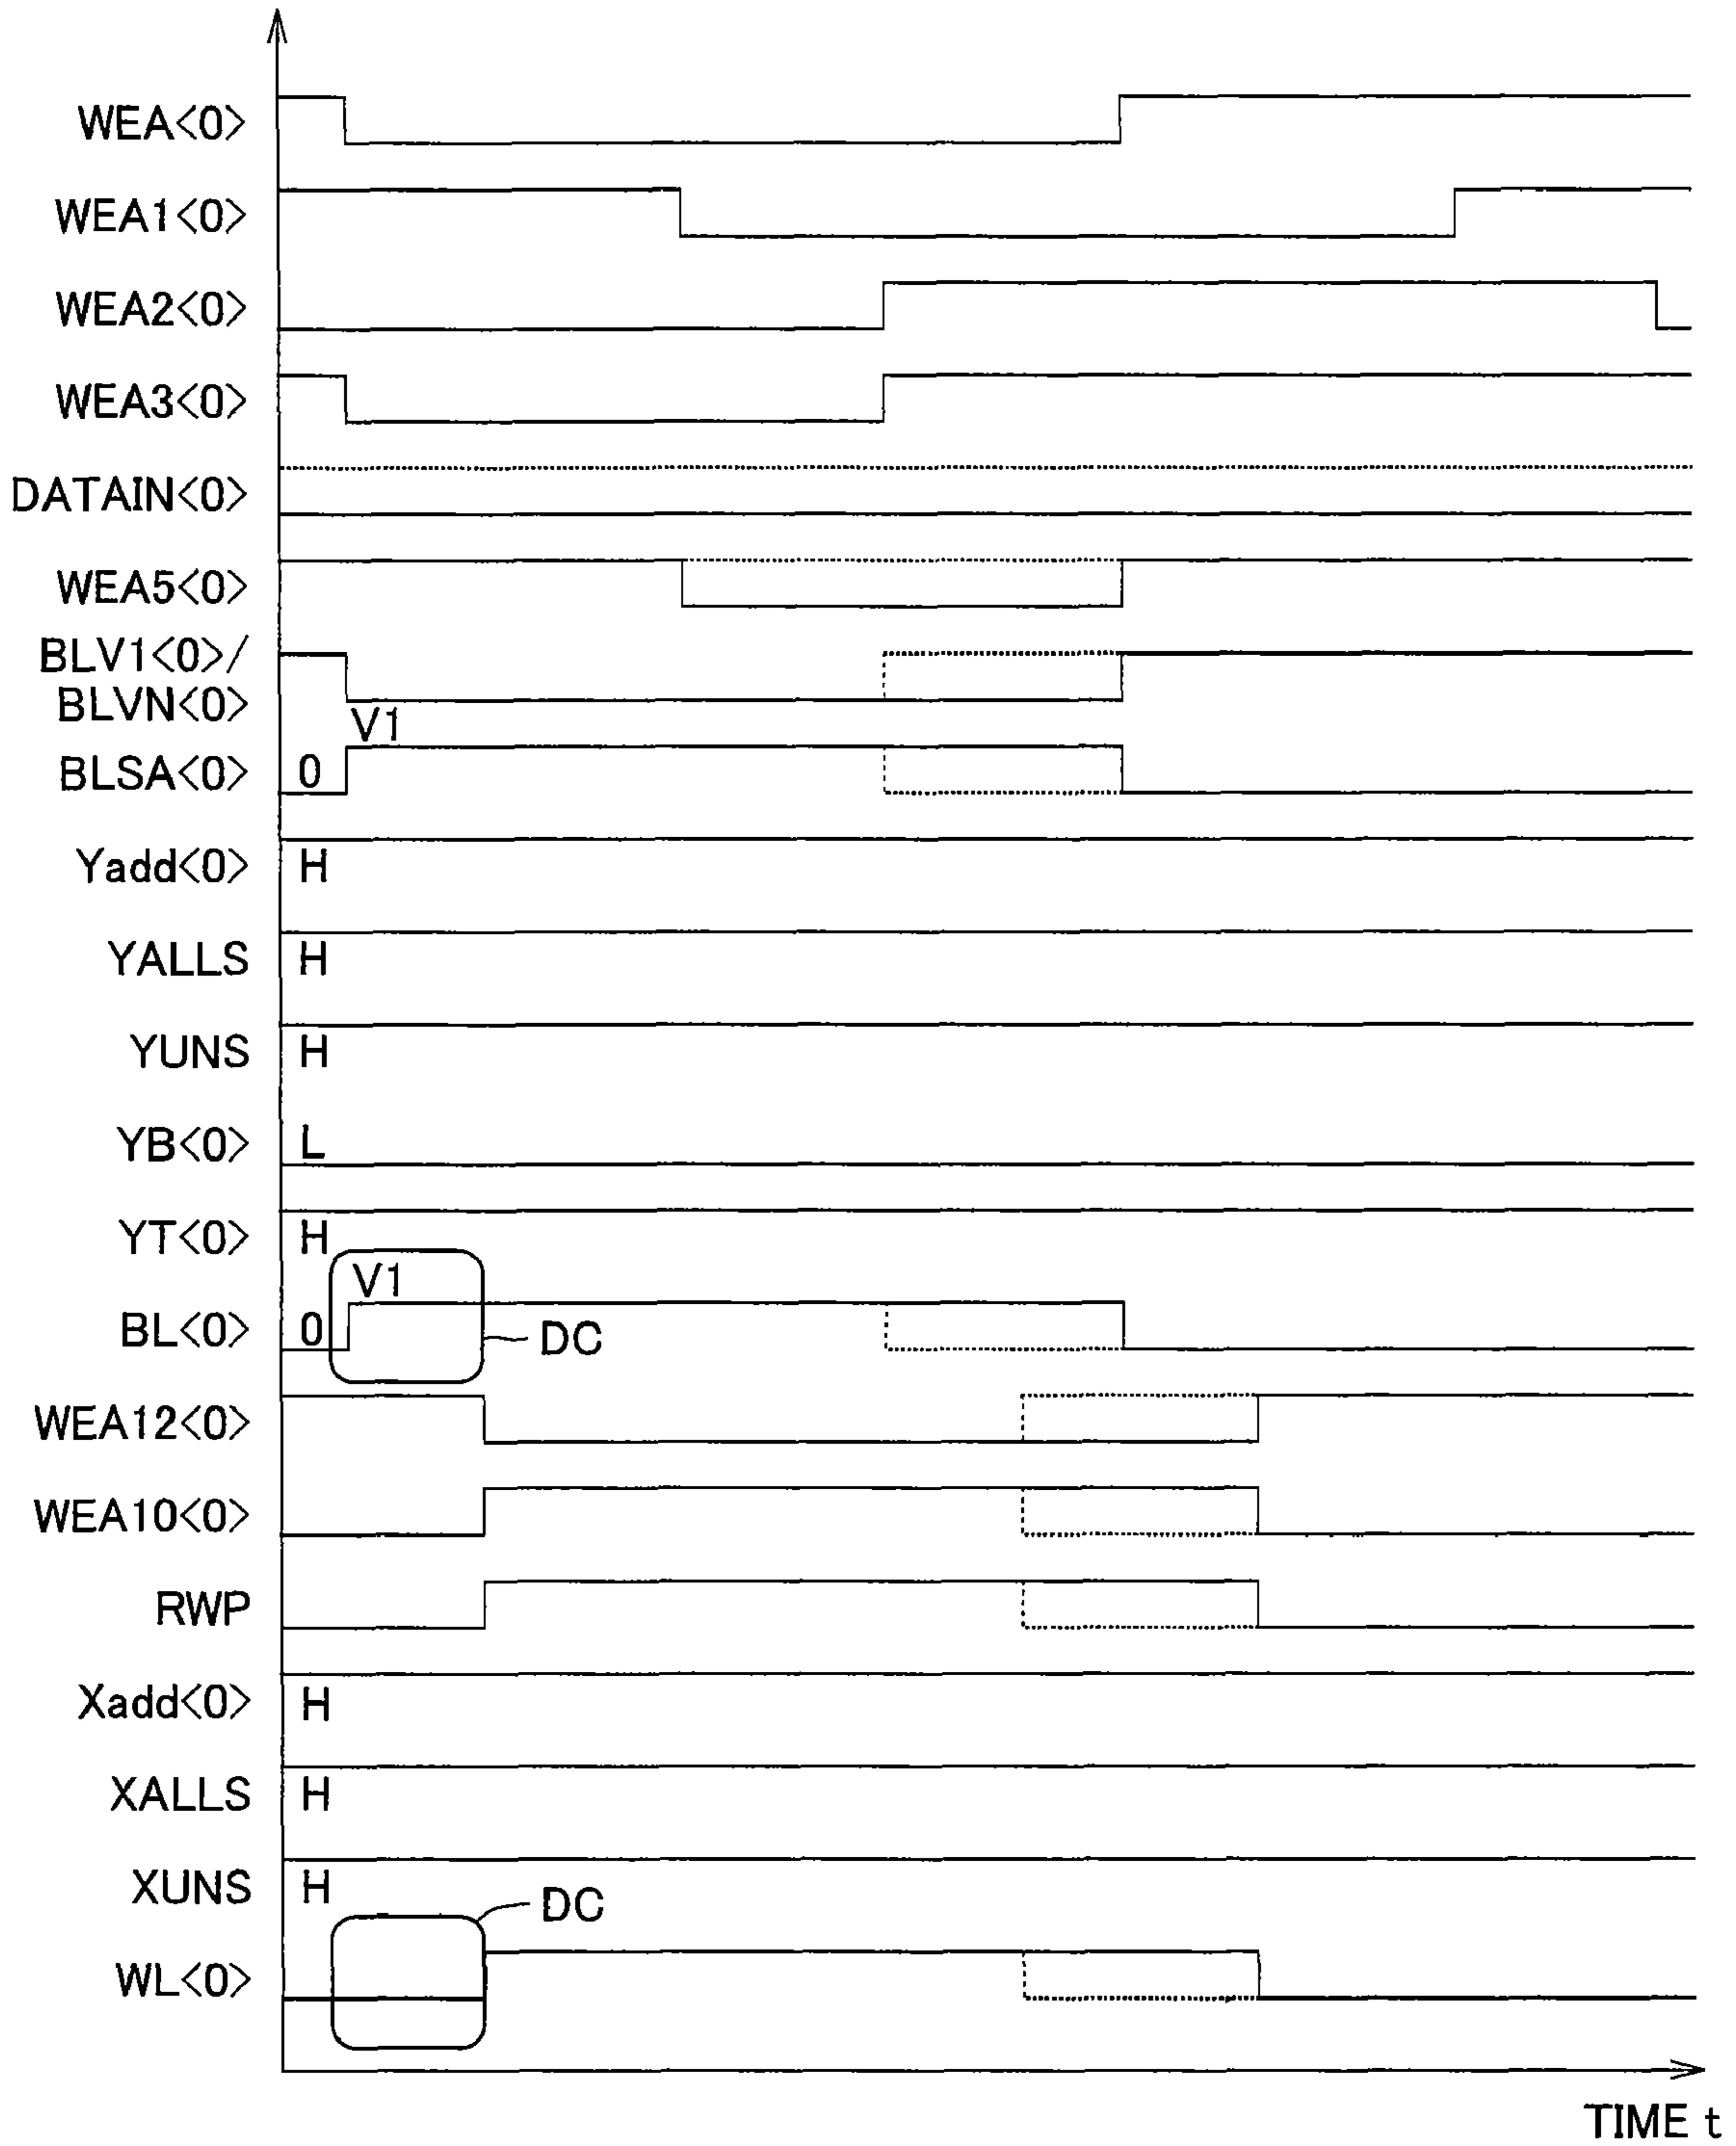 WEA<0>
WEA1<0>
WEA2<0>
WEA3<0>
DATAIN<0>
WEA5<0>
BLV1<0>/
BLVN<0>
V1
BLSA<0> 0
Yadd<0> H
YALLS H
YUNS H
YB<0> L
YT<0> H
V1
BL<0> 0 DC
WEA12<0>
WEA10<0>
RWP
Xadd<0> H
XALLS H
XUNS H
DC
WL<0>
TIME t